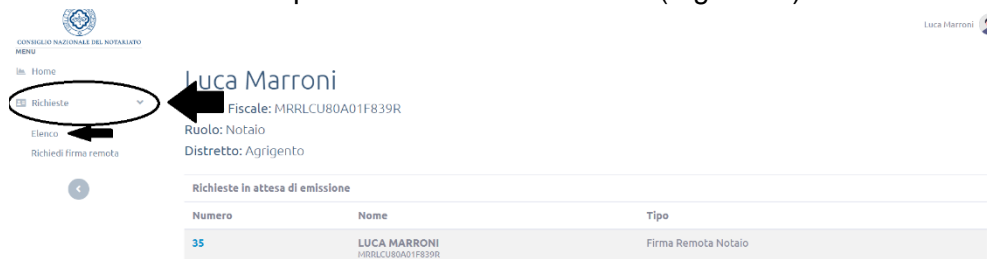 CONSIGLIO NAZIONALE DEL NOTARIATO
MENU
Home
Richieste
Elenco
Richiedi firma remota
Luca Marroni
Luca Marroni
Fiscale: MRRLCU80A01F839R
Ruolo: Notaio
Distretto: Agrigento
Richieste in attesa di emissione
Numero Nome Tipo
35 LUCA MARRONI Firma Remota Notaio
MRRLCU80A01F839R